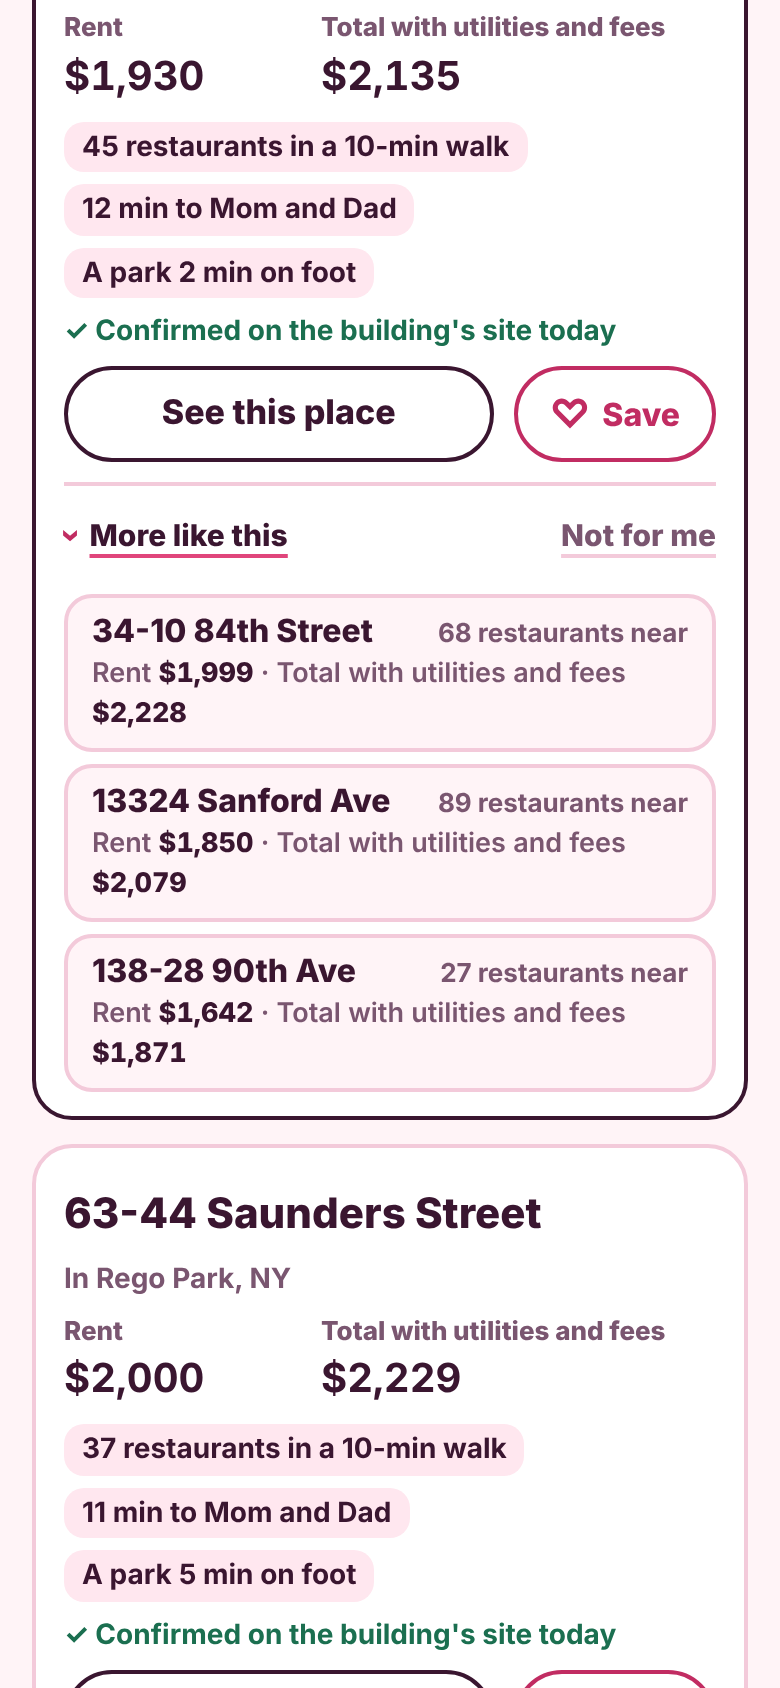 Rent
Total with utilities and fees
$1,930
$2,135
45 restaurants in a 10-min walk
12 min to Mom and Dad
A park 2 min on foot
✓ Confirmed on the building's site today
See this place
Save
More like this
Not for me
34-10 84th Street
68 restaurants near
Rent $1,999 · Total with utilities and fees
$2,228
13324 Sanford Ave
89 restaurants near
Rent $1,850 · Total with utilities and fees
$2,079
138-28 90th Ave
27 restaurants near
Rent $1,642 · Total with utilities and fees
$1,871
63-44 Saunders Street
In Rego Park, NY
Rent
Total with utilities and fees
$2,000
$2,229
37 restaurants in a 10-min walk
11 min to Mom and Dad
A park 5 min on foot
✓ Confirmed on the building's site today